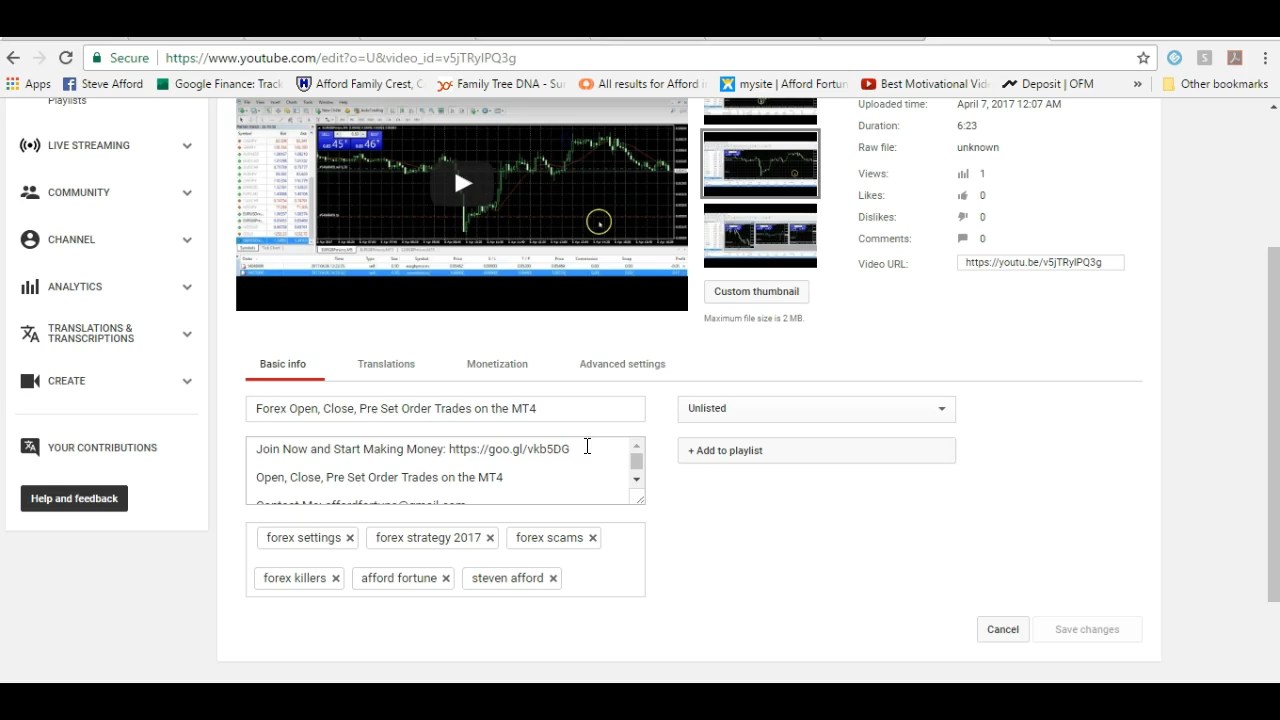 Secure https://www.youtube.com/edit?o=U&video_id=v5jTRylPQ3g
Apps Steve Afford Google Finance: Track Afford Family Crest, C Family Tree DNA - Su All results for Afford i mysite | Afford Fortun Best Motivational Vid Deposit | OFM » Other bookmarks
Playlists
LIVE STREAMING
COMMUNITY
CHANNEL
ANALYTICS
TRANSLATIONS &
TRANSCRIPTIONS
CREATE
YOUR CONTRIBUTIONS
Help and feedback
Custom thumbnail
Maximum file size is 2 MB.
Uploaded time: April 7, 2017 12:07 AM
Duration: 6:23
Raw file: unknown
Views: 1
Likes: 0
Dislikes: 0
Comments: 0
Video URL: https://youtu.be/v5jTRylPQ3g
Basic info Translations Monetization Advanced settings
Forex Open, Close, Pre Set Order Trades on the MT4
Unlisted
Join Now and Start Making Money: https://goo.gl/vkb5DG
+ Add to playlist
Open, Close, Pre Set Order Trades on the MT4
Contact Me: affordfortune@gmail.com
forex settings × forex strategy 2017 × forex scams ×
forex killers × afford fortune × steven afford ×
Cancel Save changes